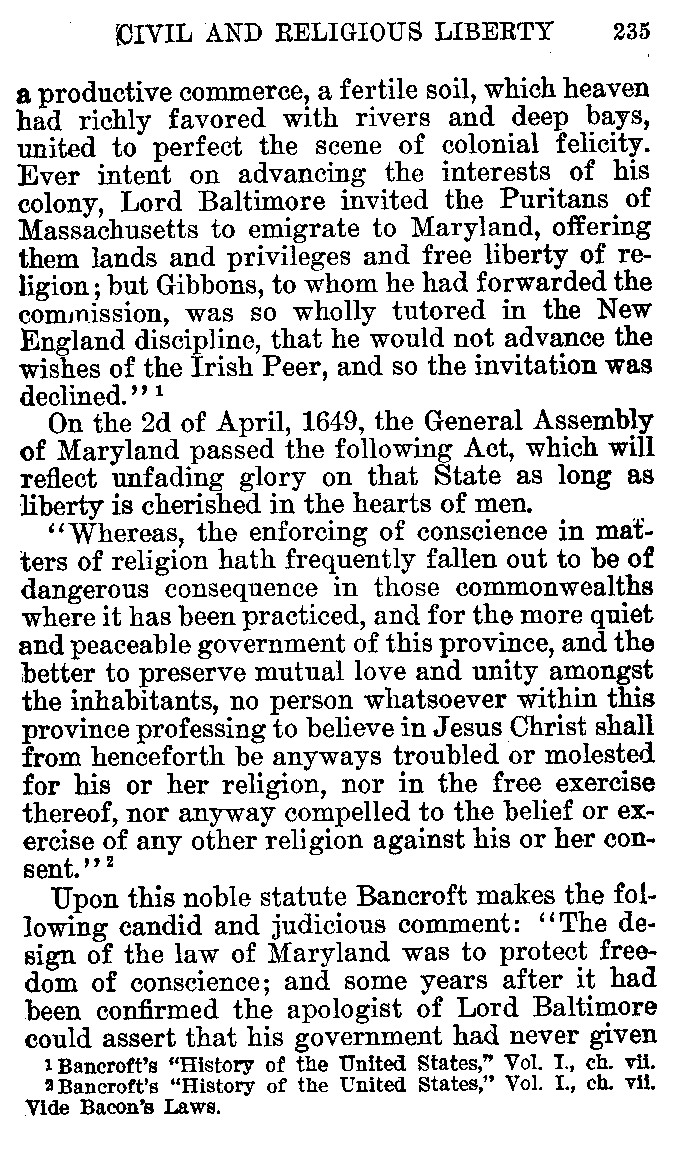 CIVIL AND RELIGIOUS LIBERTY 235
a productive commerce, a fertile soil, which heaven
had richly favored with rivers and deep bays,
united to perfect the scene of colonial felicity.
Ever intent on advancing the interests of his
colony, Lord Baltimore invited the Puritans of
Massachusetts to emigrate to Maryland, offering
them lands and privileges and free liberty of re-
ligion; but Gibbons, to whom he had forwarded the
commission, was so wholly tutored in the New
England discipline, that he would not advance the
wishes of the Irish Peer, and so the invitation was
declined.'' 1
On the 2d of April, 1649, the General Assembly
of Maryland passed the following Act, which will
reflect unfading glory on that State as long as
liberty is cherished in the hearts of men.
"Whereas, the enforcing of conscience in mat-
ters of religion hath frequently fallen out to be of
dangerous consequence in those commonwealths
where it has been practiced, and for the more quiet
and peaceable government of this province, and the
better to preserve mutual love and unity amongst
the inhabitants, no person whatsoever within this
province professing to believe in Jesus Christ shall
from henceforth be anyways troubled or molested
for his or her religion, nor in the free exercise
thereof, nor anyway compelled to the belief or ex-
ercise of any other religion against his or her con-
sent.'' 2
Upon this noble statute Bancroft makes the fol-
lowing candid and judicious comment: "The de-
sign of the law of Maryland was to protect free-
dom of conscience; and some years after it had
been confirmed the apologist of Lord Baltimore
could assert that his government had never given
1 Bancroft's "History of the United States," Vol. I., ch. vii.
2 Bancroft's "History of the United States," Vol. I., ch. vii.
Vide Bacon's Laws.